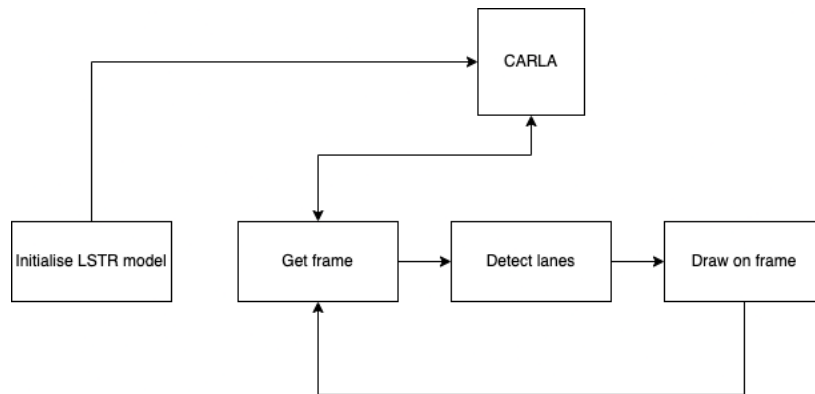 CARLA
Initialise LSTR model
Get frame
Detect lanes
Draw on frame